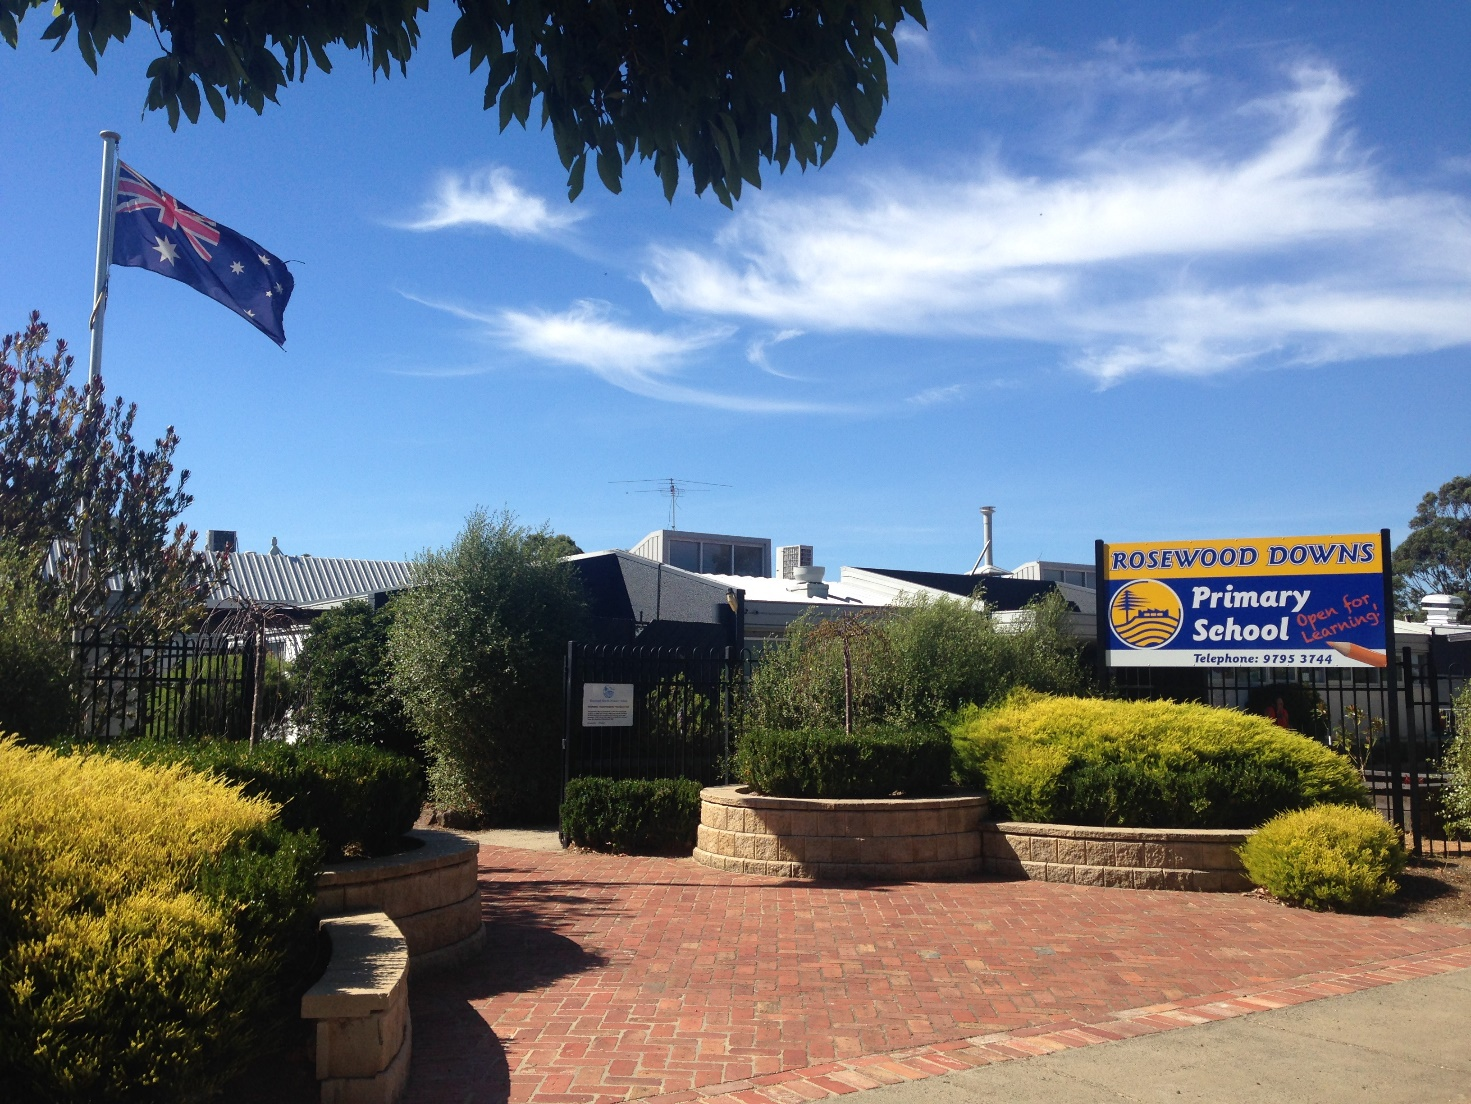 ROSEWOOD DOWNS
Primary
School
Open for
Learning!
Telephone: 9795 3744